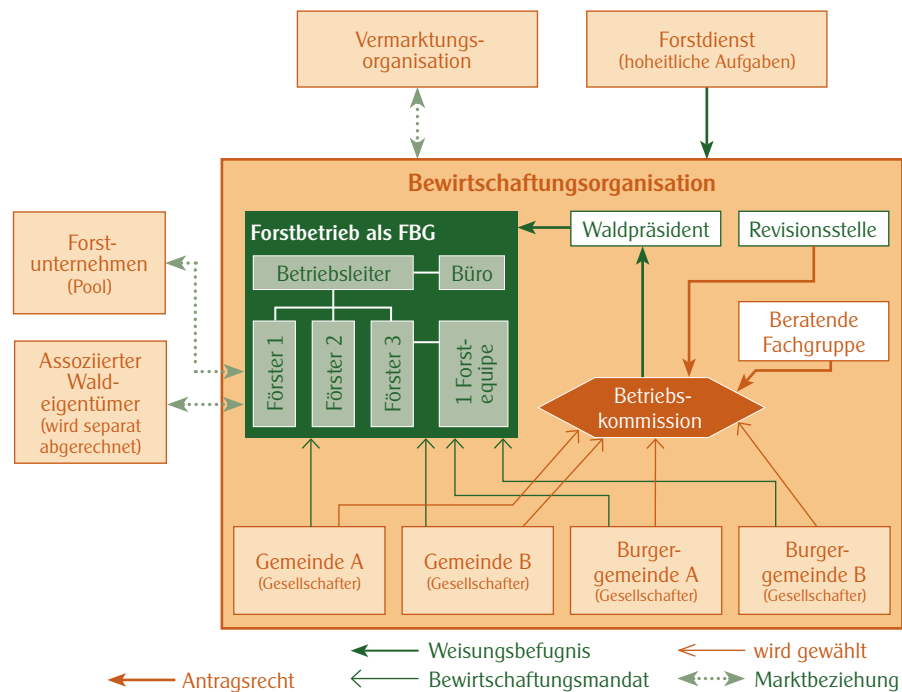 Vermarktungs-
organisation
Forstdienst
(hoheitliche Aufgaben)
Bewirtschaftungsorganisation
Forst-
unternehmen
(Pool)
Assoziierter
Wald-
eigentümer
(wird separat
abgerechnet)
Forstbetrieb als FBG
Betriebsleiter
Büro
Förster 1
Förster 2
Förster 3
1 Forst-
equipe
Waldpräsident
Revisionsstelle
Beratende
Fachgruppe
Betriebs-
kommission
Gemeinde A
(Gesellschafter)
Gemeinde B
(Gesellschafter)
Burger-
gemeinde A
(Gesellschafter)
Burger-
gemeinde B
(Gesellschafter)
Weisungsbefugnis
wird gewählt
Antragsrecht
Bewirtschaftungsmandat
Marktbeziehung